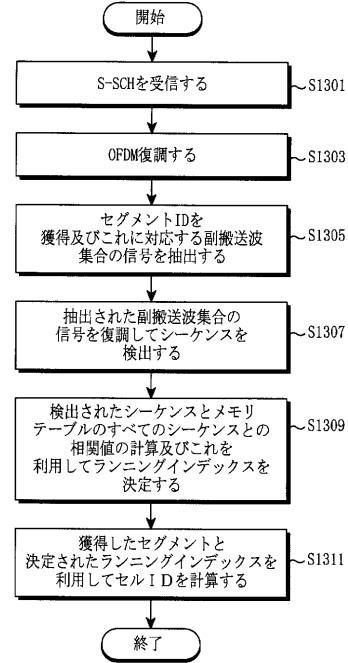 開始
S-SCHを受信する
S1301
OFDM復調する
S1303
セグメントIDを
獲得及びこれに対応する副搬送波
集合の信号を抽出する
S1305
抽出された副搬送波集合の
信号を復調してシーケンスを
検出する
S1307
検出されたシーケンスとメモリ
テーブルのすべてのシーケンスとの
相関値の計算及びこれを
利用してランニングインデックスを
決定する
S1309
獲得したセグメントと
決定されたランニングインデックスを
利用してセルＩＤを計算する
S1311
終了